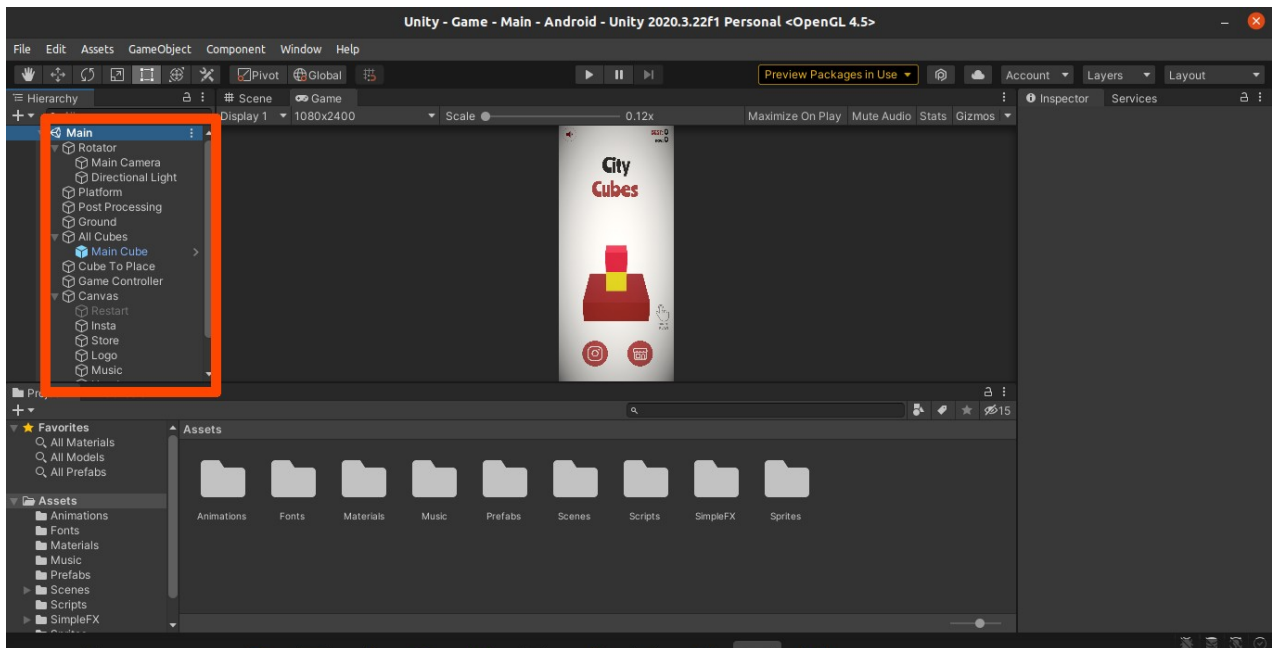 Unity - Game - Main - Android - Unity 2020.3.22f1 Personal <OpenGL 4.5>
File Edit Assets GameObject Component Window Help
Pivot Global Preview Packages in Use Account Layers Layout
Hierarchy # Scene Game Inspector Services
Display 1 1080x2400 Scale 0.12x Maximize On Play Mute Audio Stats Gizmos
Main
Rotator
Main Camera
Directional Light
Platform
Post Processing
Ground
All Cubes
Main Cube
Cube To Place
Game Controller
Canvas
Restart
Insta
Store
Logo
Music
City
Cubes
15
Favorites
All Materials
All Models
All Prefabs
Assets
Animations
Fonts
Materials
Music
Prefabs
Scenes
Scripts
SimpleFX
Assets
Animations Fonts Materials Music Prefabs Scenes Scripts SimpleFX Sprites